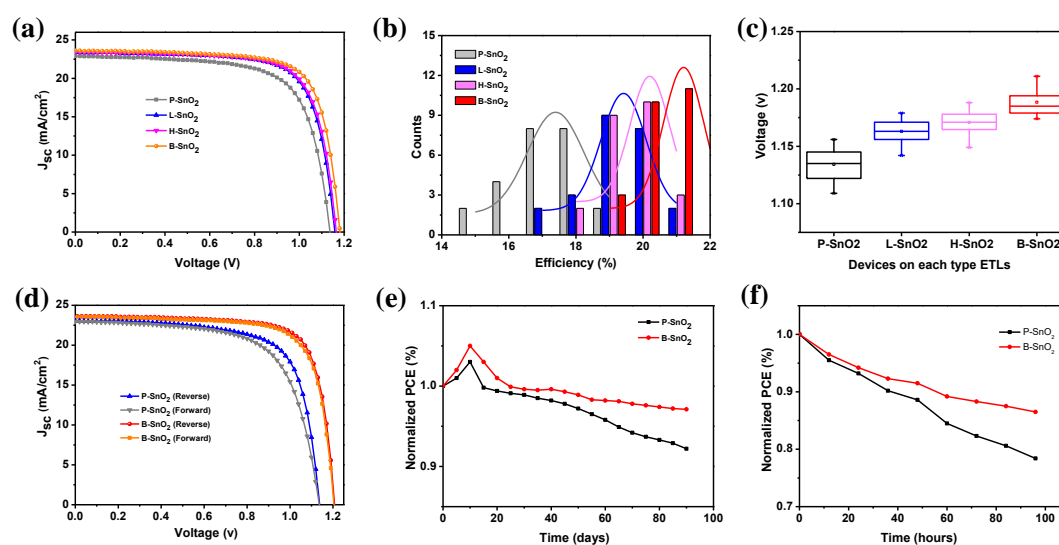 (a)
J_SC (mA/cm²)
25
20
15
10
5
0
P-SnO₂
L-SnO₂
H-SnO₂
B-SnO₂
0.0 0.2 0.4 0.6 0.8 1.0 1.2
Voltage (V)
(b)
Counts
15
12
9
6
3
0
P-SnO₂
L-SnO₂
H-SnO₂
B-SnO₂
14 16 18 20 22
Efficiency (%)
(c)
Voltage (v)
1.25
1.20
1.15
1.10
P-SnO2 L-SnO2 H-SnO2 B-SnO2
Devices on each type ETLs
(d)
J_SC (mA/cm²)
25
20
15
10
5
0
P-SnO₂ (Reverse)
P-SnO₂ (Forward)
B-SnO₂ (Reverse)
B-SnO₂ (Forward)
0.0 0.2 0.4 0.6 0.8 1.0 1.2
Voltage (v)
(e)
Normalized PCE (%)
1.1
1.0
0.9
P-SnO₂
B-SnO₂
0 20 40 60 80 100
Time (days)
(f)
Normalized PCE (%)
1.0
0.9
0.8
0.7
P-SnO₂
B-SnO₂
0 20 40 60 80 100
Time (hours)